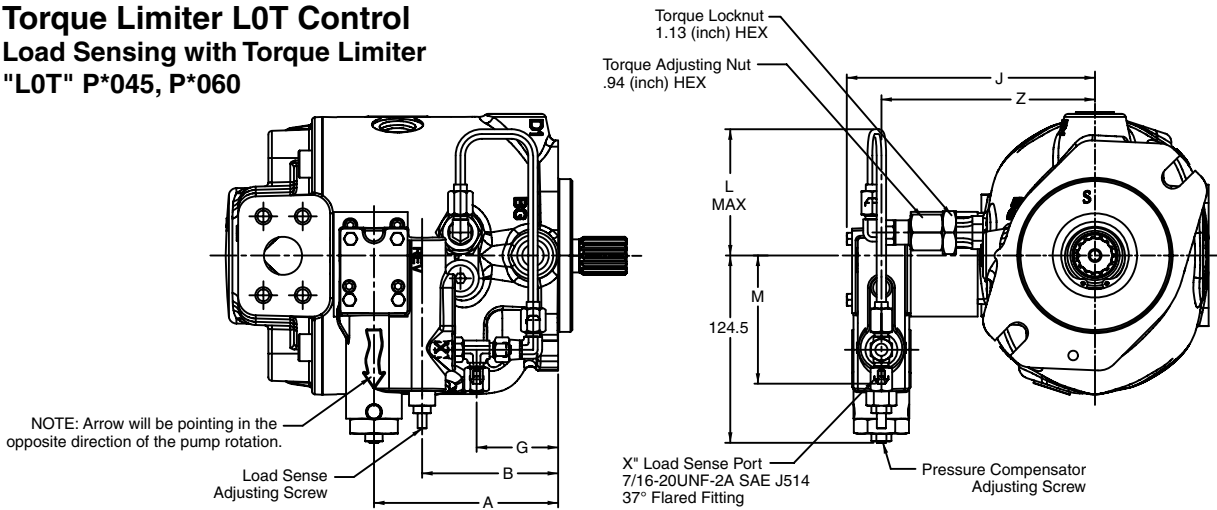 Torque Limiter L0T Control
Load Sensing with Torque Limiter
"L0T" P*045, P*060
Torque Locknut
1.13 (inch) HEX
Torque Adjusting Nut
.94 (inch) HEX
J
Z
D1
BG
REV
X
L
MAX
S
M
124.5
NOTE: Arrow will be pointing in the
opposite direction of the pump rotation.
Load Sense
Adjusting Screw
G
B
A
X" Load Sense Port
7/16-20UNF-2A SAE J514
37° Flared Fitting
Pressure Compensator
Adjusting Screw